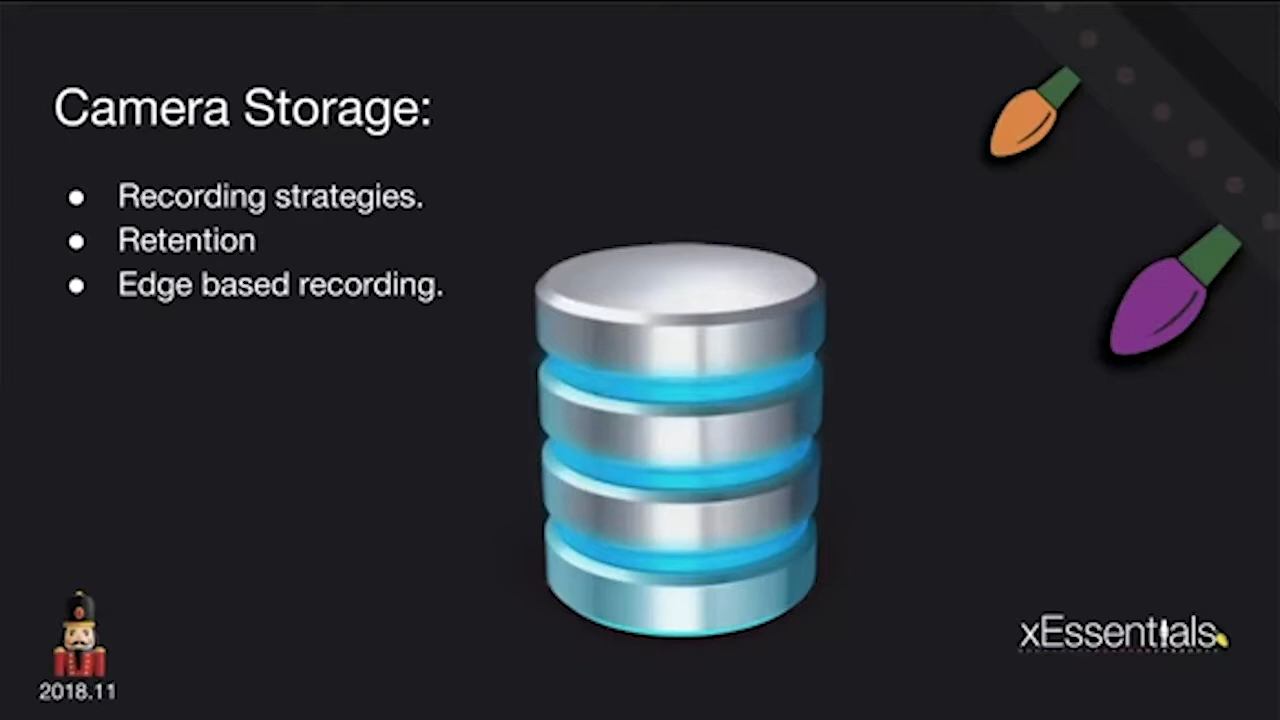 Camera Storage:
● Recording strategies.
● Retention
● Edge based recording.
xEssentials
2018.11